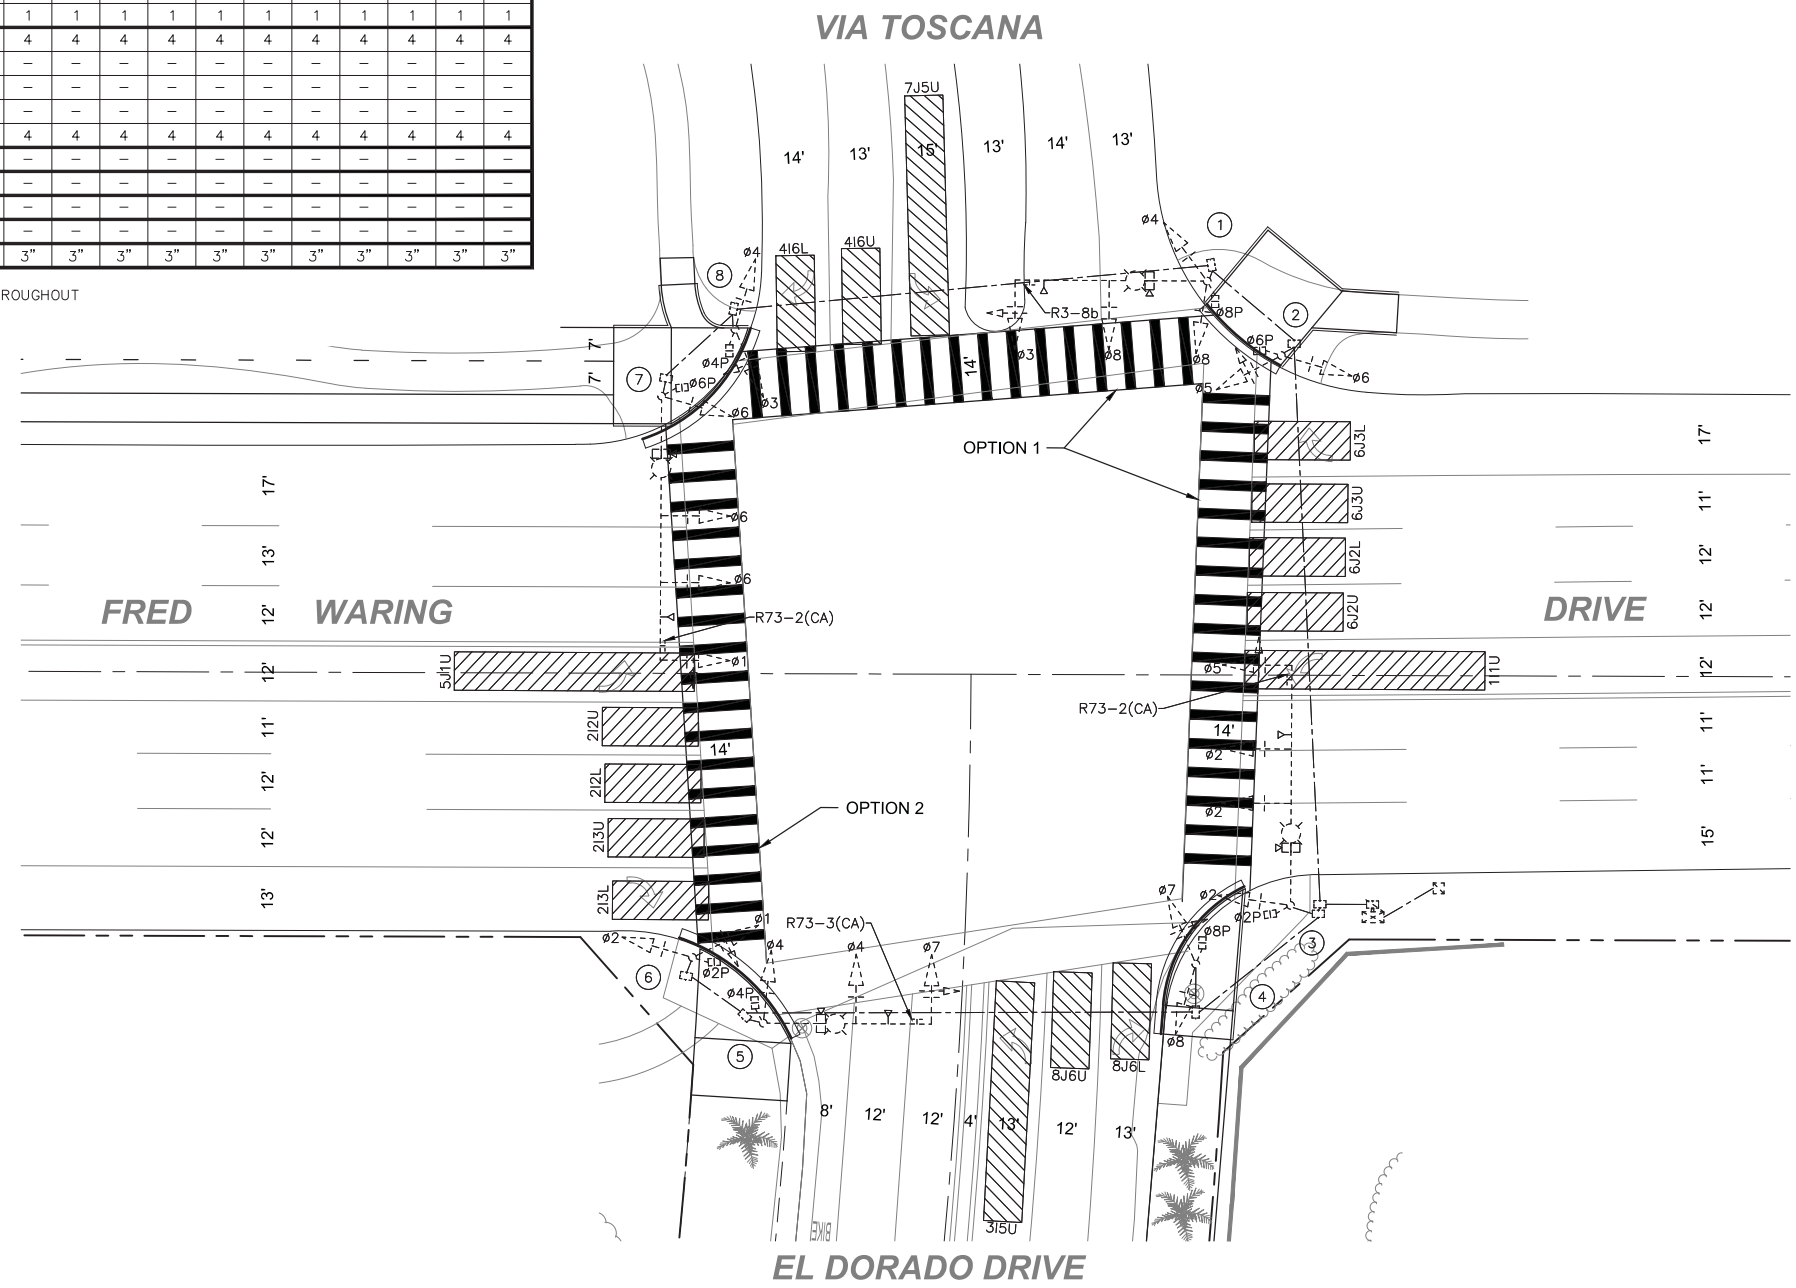 1 1 1 1 1 1 1 1 1 1 1
4 4 4 4 4 4 4 4 4 4 4
– – – – – – – – – – –
– – – – – – – – – – –
– – – – – – – – – – –
4 4 4 4 4 4 4 4 4 4 4
– – – – – – – – – – –
– – – – – – – – – – –
– – – – – – – – – – –
– – – – – – – – – – –
3" 3" 3" 3" 3" 3" 3" 3" 3" 3" 3"
ROUGHOUT
VIA TOSCANA
7J5U
14' 13' 15' 13' 14' 13'
ø4
1
4I6L
4I6U
ø4
8
R3-8b
ø8P
2
7'
7'
7
ø4P
ø6P
ø3
ø6
14'
ø3
ø8
ø8
ø6P
ø6
ø5
OPTION 1
6J3L
6J3U
6J2L
6J2U
17'
13'
12'
12'
11'
12'
12'
13'
17'
11'
12'
12'
12'
11'
11'
15'
ø6
ø6
FRED WARING
DRIVE
R73-2(CA)
ø1
5J1U
ø5
1I1U
R73-2(CA)
2I2U
14'
14'
ø2
2I2L
OPTION 2
ø2
2I3U
2I3L
ø1
R73-3(CA)
ø7
ø2
ø2P
ø8P
3
ø2
6
ø2P
ø4
ø4
ø7
ø4P
4
5
ø8
8J6U
8J6L
8' 12' 12' 4' 13' 12' 13'
3I5U
BIKE
EL DORADO DRIVE